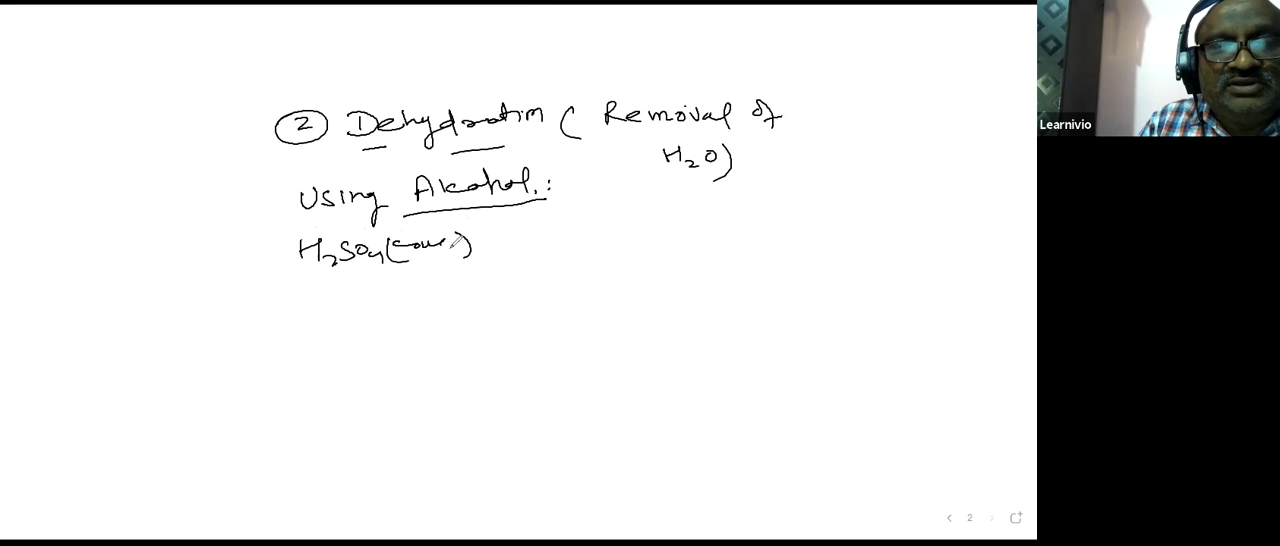 ② Dehydration ( Removal of
H₂O)
Using Alcohol.:
H₂SO₄(conc)
Learnivio
2